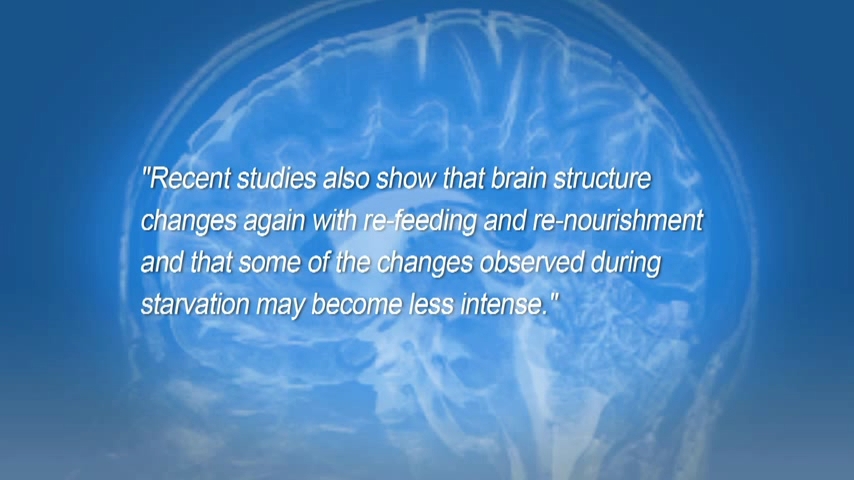 "Recent studies also show that brain structure
changes again with re-feeding and re-nourishment
and that some of the changes observed during
starvation may become less intense."